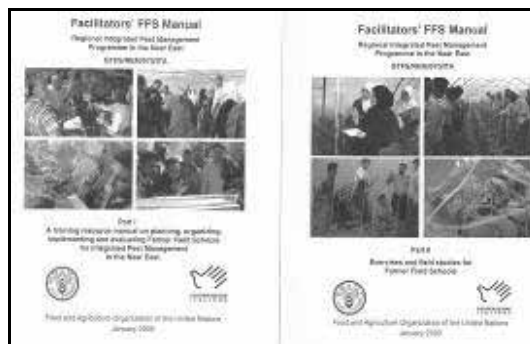 Facilitators' FFS Manual
Regional Integrated Pest Management
Programme in the Near East
Part I
A training resource manual on planning, organizing,
implementing and evaluating Farmer Field Schools
for Integrated Pest Management
in the Near East
Food and Agriculture Organization of the United Nations
January
Facilitators' FFS Manual
Regional Integrated Pest Management
Programme in the Near East
Part II
Exercises and field studies for
Farmer Field Schools
Food and Agriculture Organization of the United Nations
January